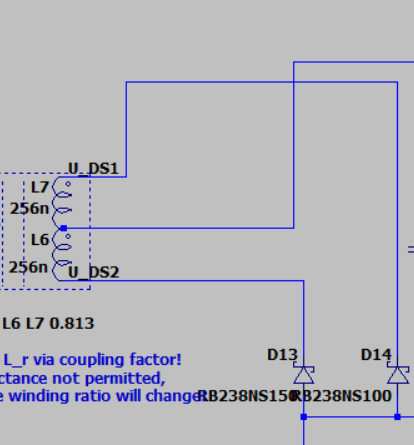 U_DS1
L7
256n
L6
256n
U_DS2
L6 L7 0.813
D13
D14
L_r via coupling factor!
ctance not permitted,
e winding ratio will change.
RB238NS150
RB238NS100